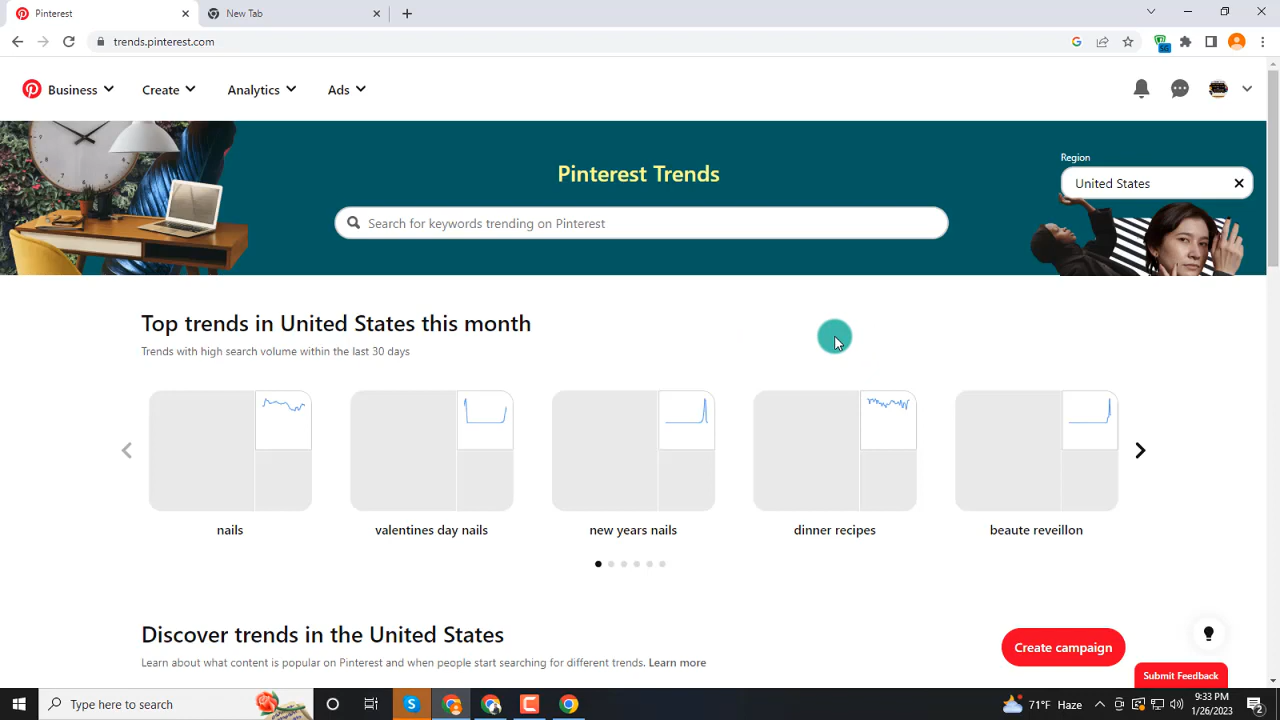 Pinterest
New Tab
trends.pinterest.com
SG
Business
Create
Analytics
Ads
Pinterest Trends
Region
United States
Search for keywords trending on Pinterest
Top trends in United States this month
Trends with high search volume within the last 30 days
nails
valentines day nails
new years nails
dinner recipes
beaute reveillon
Discover trends in the United States
Learn about what content is popular on Pinterest and when people start searching for different trends. Learn more
Create campaign
Submit Feedback
Type here to search
71°F Haze
9:33 PM
1/26/2023
2